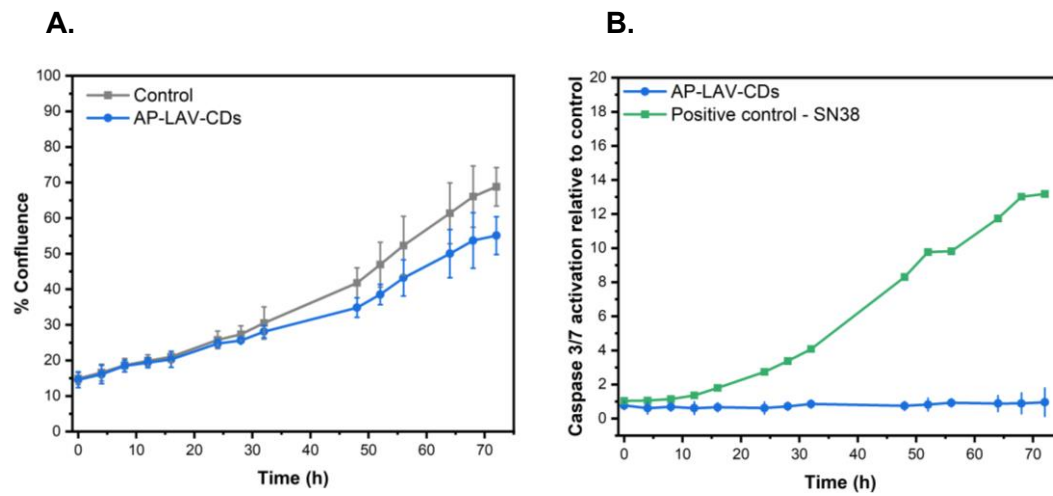 A.
B.
100
90
80
70
60
50
40
30
20
10
0
% Confluence
Control
AP-LAV-CDs
0 10 20 30 40 50 60 70
Time (h)
20
18
16
14
12
10
8
6
4
2
0
Caspase 3/7 activation relative to control
AP-LAV-CDs
Positive control - SN38
0 10 20 30 40 50 60 70
Time (h)